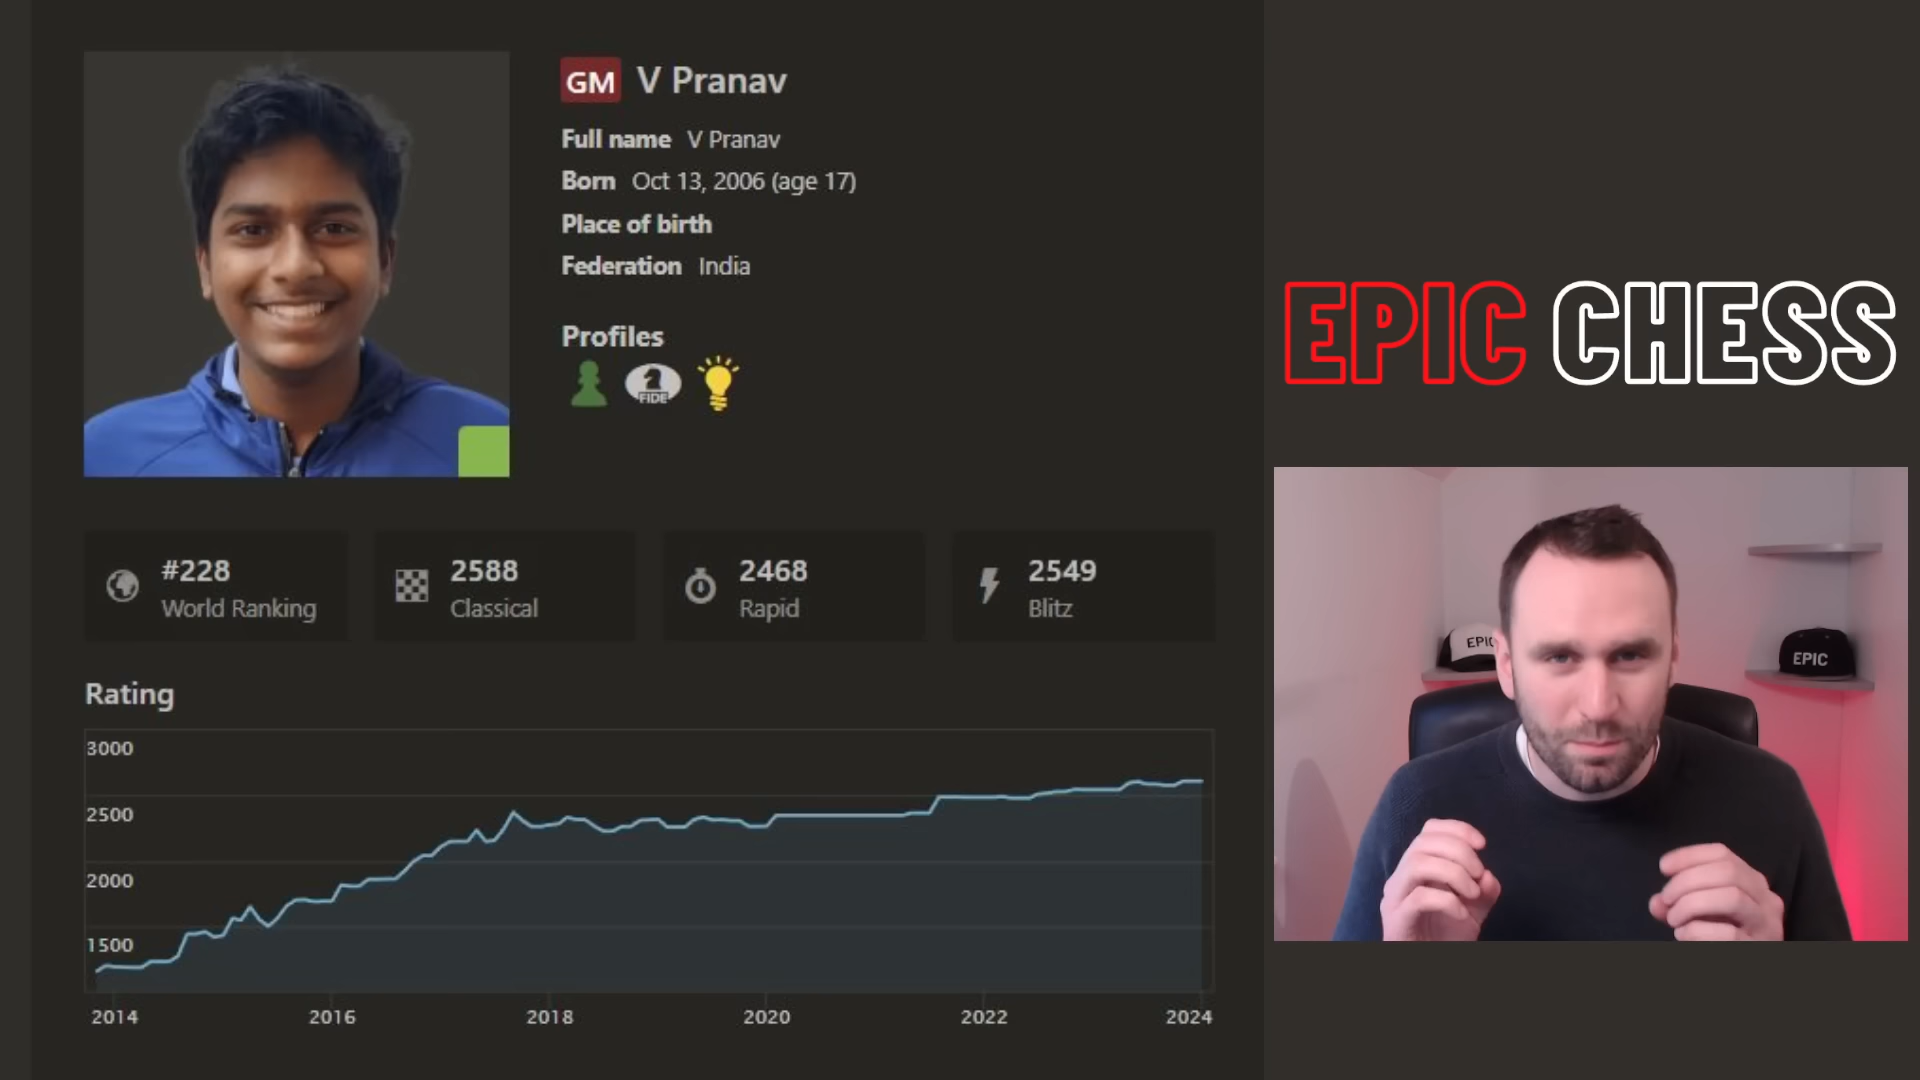 GM V Pranav
Full name V Pranav
Born Oct 13, 2006 (age 17)
Place of birth
Federation India
Profiles
FIDE
#228
World Ranking
2588
Classical
2468
Rapid
2549
Blitz
Rating
3000
2500
2000
1500
2014 2016 2018 2020 2022 2024
EPIC CHESS
EPIC
EPIC